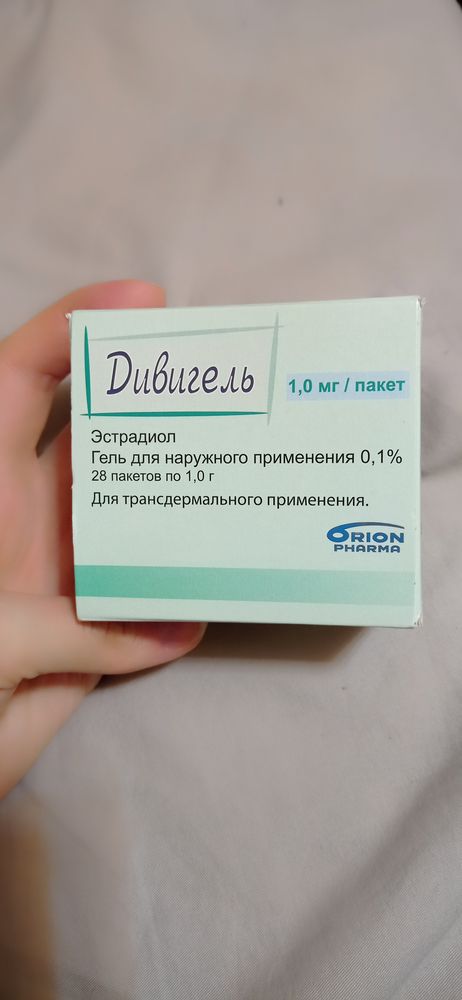 Дивигель
1,0 мг / пакет
Эстрадиол
Гель для наружного применения 0,1%
28 пакетов по 1,0 г
Для трансдермального применения.
ORION
PHARMA